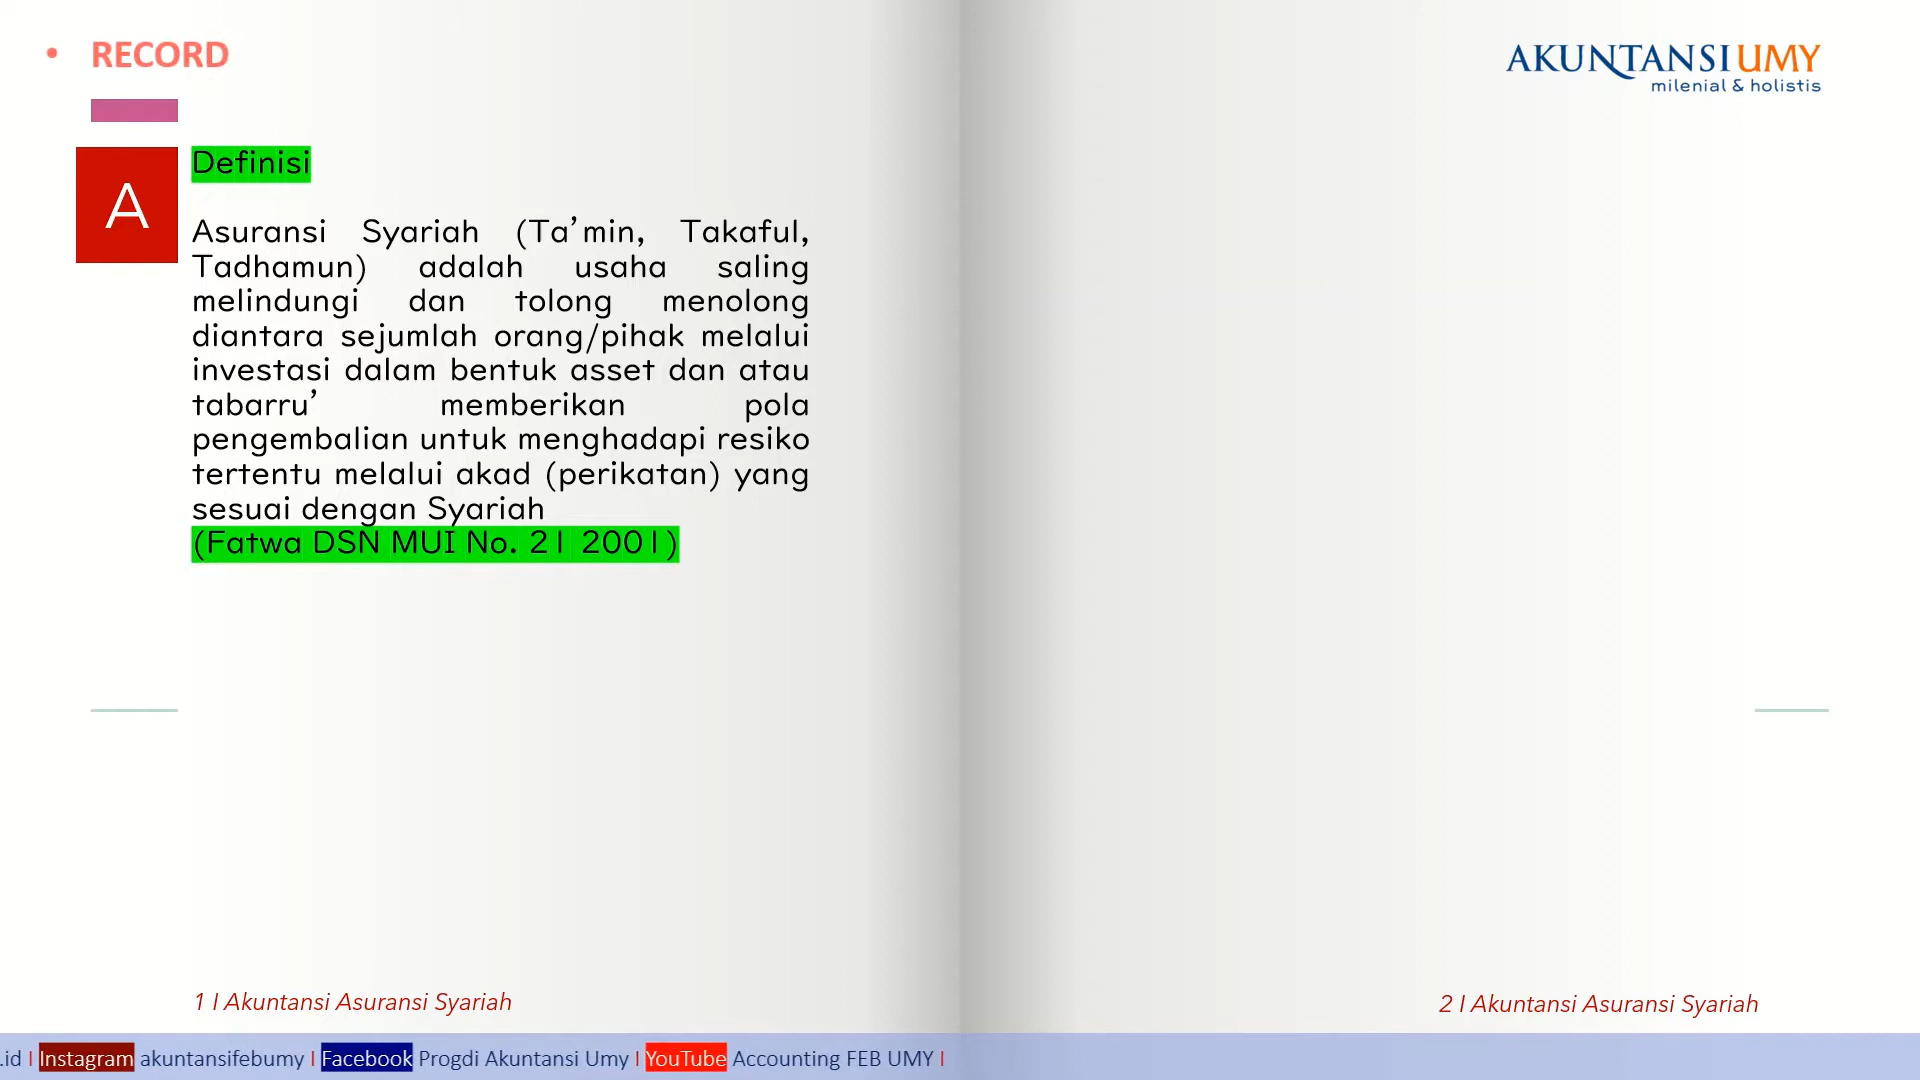 • RECORD
AKUNTANSI UMY
milenial & holistis
A
Definisi
Asuransi Syariah (Ta’min, Takaful,
Tadhamun) adalah usaha saling
melindungi dan tolong menolong
diantara sejumlah orang/pihak melalui
investasi dalam bentuk asset dan atau
tabarru’ memberikan pola
pengembalian untuk menghadapi resiko
tertentu melalui akad (perikatan) yang
sesuai dengan Syariah
(Fatwa DSN MUI No. 21 2001)
1 I Akuntansi Asuransi Syariah
2 I Akuntansi Asuransi Syariah
.id I Instagram akuntansifebumy I Facebook Progdi Akuntansi Umy I YouTube Accounting FEB UMY I